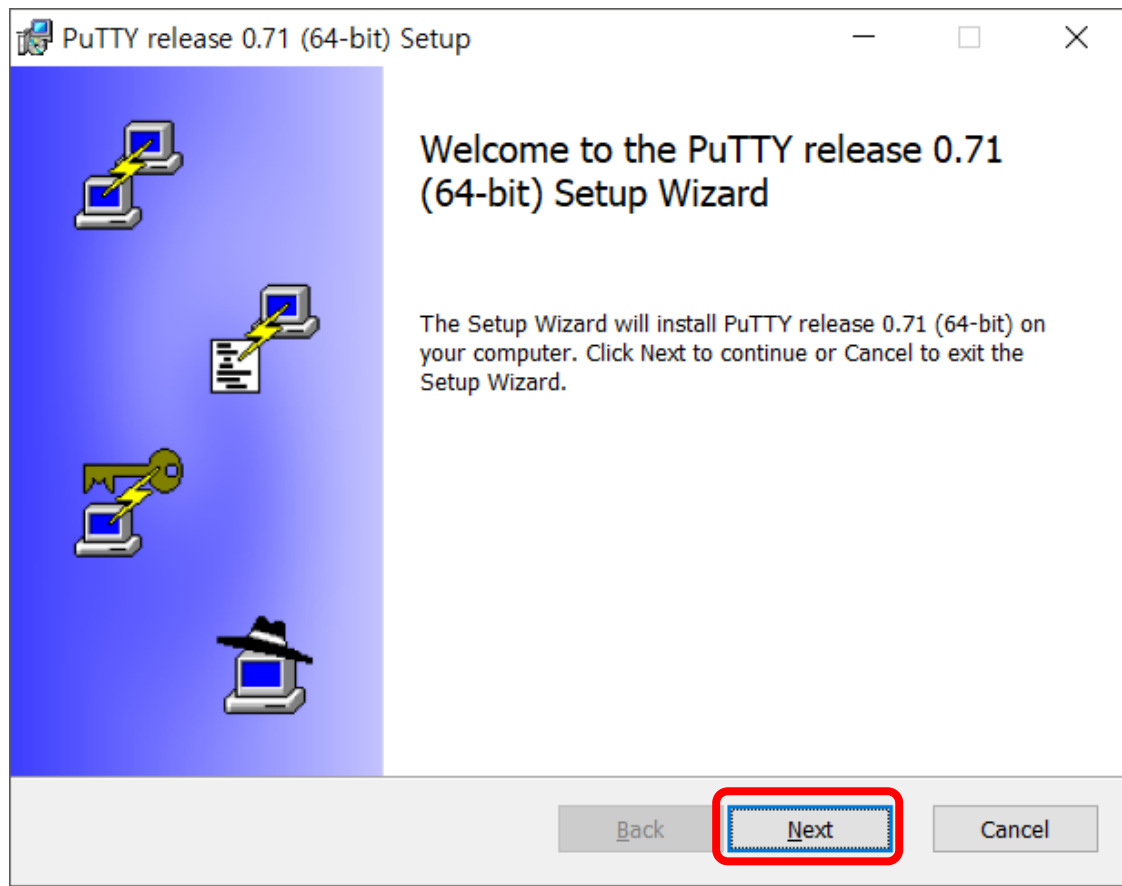 PuTTY release 0.71 (64-bit) Setup
Welcome to the PuTTY release 0.71
(64-bit) Setup Wizard
The Setup Wizard will install PuTTY release 0.71 (64-bit) on
your computer. Click Next to continue or Cancel to exit the
Setup Wizard.
Back Next Cancel